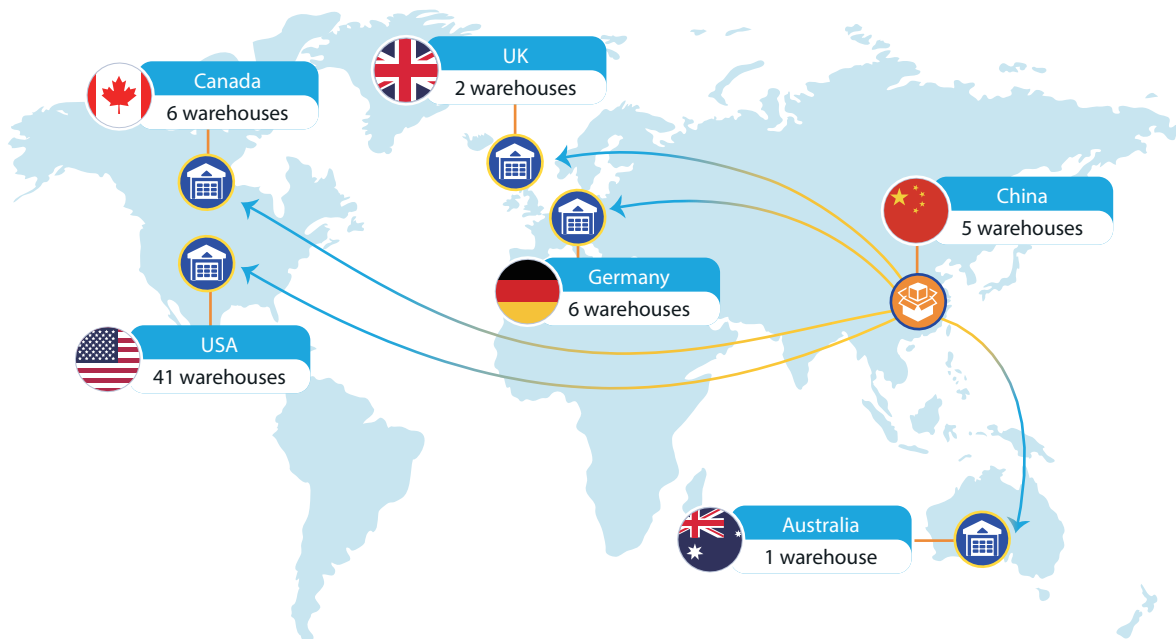 Canada
6 warehouses
UK
2 warehouses
China
5 warehouses
Germany
6 warehouses
USA
41 warehouses
Australia
1 warehouse